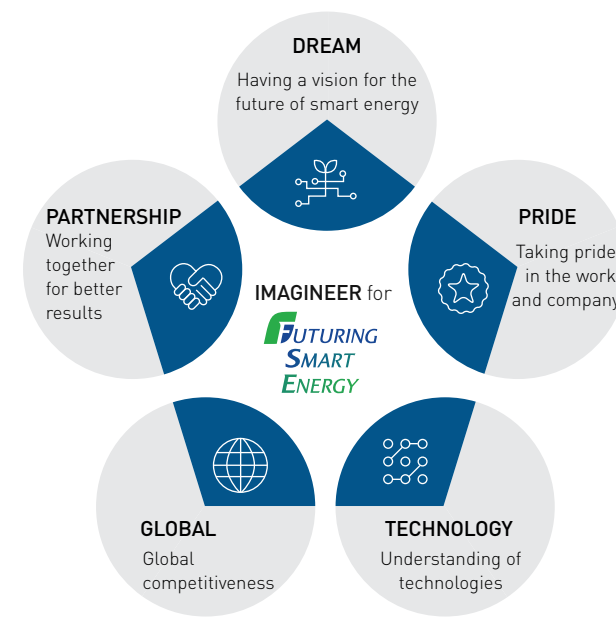 DREAM
Having a vision for the
future of smart energy
PARTNERSHIP
Working
together
for better
results
PRIDE
Taking pride
in the work
and company
IMAGINEER for
FUTURING
SMART
ENERGY
GLOBAL
Global
competitiveness
TECHNOLOGY
Understanding of
technologies